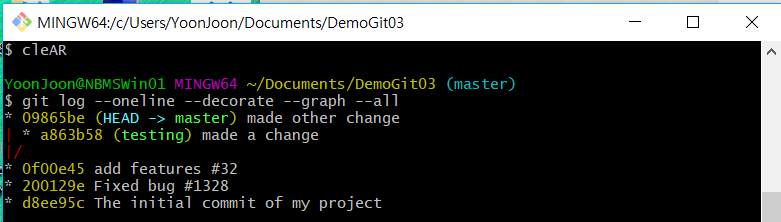 MINGW64:/c/Users/YoonJoon/Documents/DemoGit03
$ cleAR
YoonJoon@NBMSWin01 MINGW64 ~/Documents/DemoGit03 (master)
$ git log --oneline --decorate --graph --all
* 09865be (HEAD -> master) made other change
| * a863b58 (testing) made a change
|/
* 0f00e45 add features #32
* 200129e Fixed bug #1328
* d8ee95c The initial commit of my project